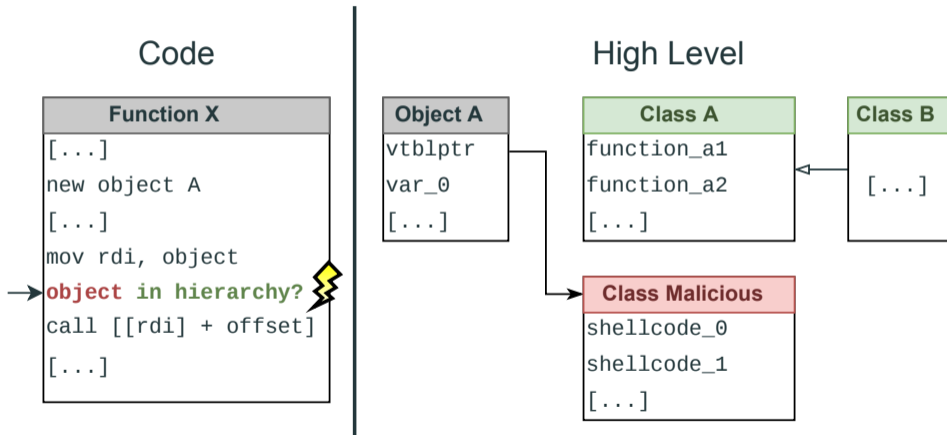 Code
Function X
[...]
new object A
[...]
mov rdi, object
object in hierarchy?
call [[rdi] + offset]
[...]
High Level
Object A
vtblptr
var_0
[...]
Class A
function_a1
function_a2
[...]
Class B
[...]
Class Malicious
shellcode_0
shellcode_1
[...]